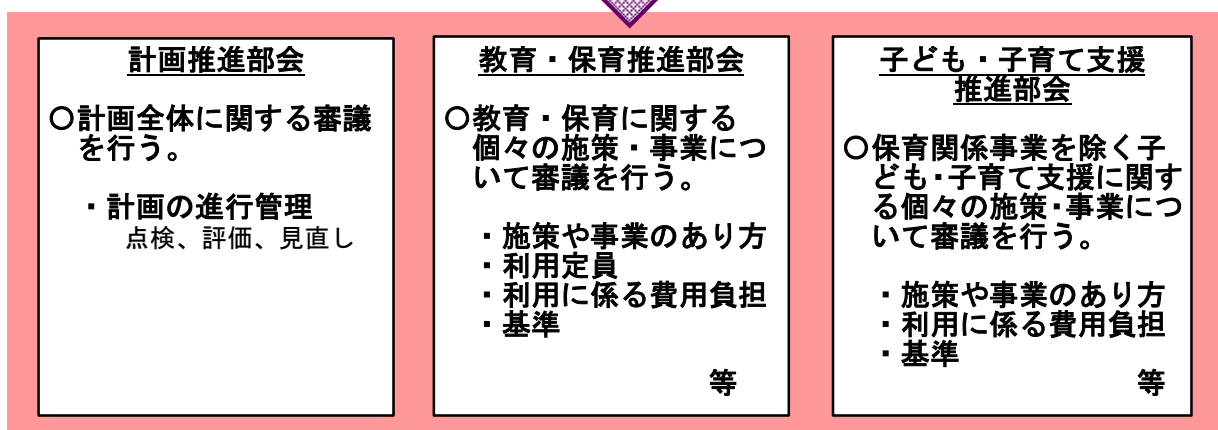 計画推進部会
〇計画全体に関する審議
を行う。
・計画の進行管理
点検、評価、見直し
教育・保育推進部会
〇教育・保育に関する
個々の施策・事業につ
いて審議を行う。
・施策や事業のあり方
・利用定員
・利用に係る費用負担
・基準
等
子ども・子育て支援
推進部会
〇保育関係事業を除く子
ども・子育て支援に関す
る個々の施策・事業につ
いて審議を行う。
・施策や事業のあり方
・利用に係る費用負担
・基準
等